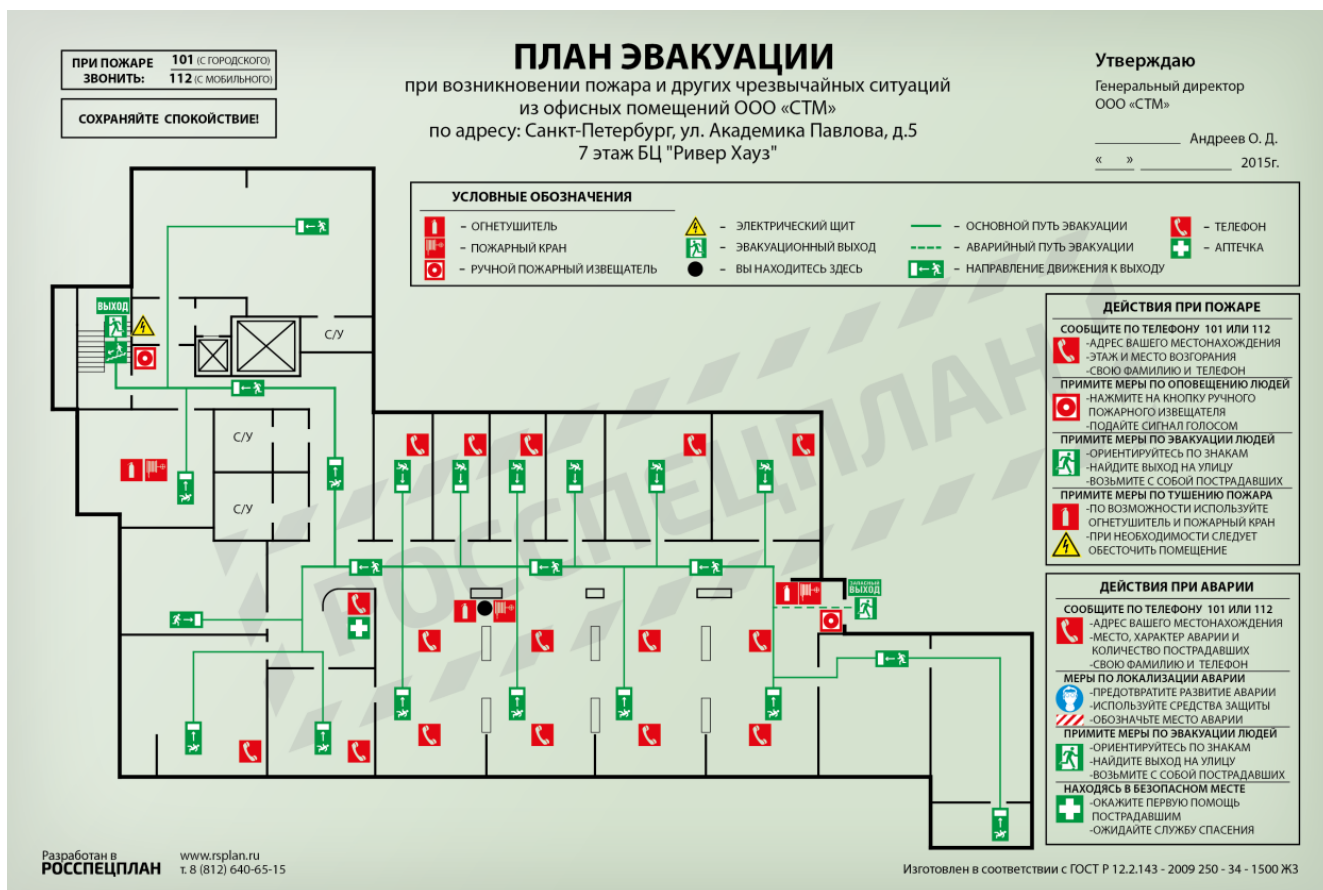 ПРИ ПОЖАРЕ 101 (С ГОРОДСКОГО)
ЗВОНИТЬ: 112 (С МОБИЛЬНОГО)
СОХРАНЯЙТЕ СПОКОЙСТВИЕ!
ПЛАН ЭВАКУАЦИИ
при возникновении пожара и других чрезвычайных ситуаций
из офисных помещений ООО «СТМ»
по адресу: Санкт-Петербург, ул. Академика Павлова, д.5
7 этаж БЦ "Ривер Хауз"
Утверждаю
Генеральный директор
ООО «СТМ»
Андреев О. Д.
« » 2015г.
УСЛОВНЫЕ ОБОЗНАЧЕНИЯ
– ОГНЕТУШИТЕЛЬ
– ПОЖАРНЫЙ КРАН
– РУЧНОЙ ПОЖАРНЫЙ ИЗВЕЩАТЕЛЬ
– ЭЛЕКТРИЧЕСКИЙ ЩИТ
– ЭВАКУАЦИОННЫЙ ВЫХОД
– ВЫ НАХОДИТЕСЬ ЗДЕСЬ
– ОСНОВНОЙ ПУТЬ ЭВАКУАЦИИ
– АВАРИЙНЫЙ ПУТЬ ЭВАКУАЦИИ
– НАПРАВЛЕНИЕ ДВИЖЕНИЯ К ВЫХОДУ
– ТЕЛЕФОН
– АПТЕЧКА
ВЫХОД
С/У
С/У
С/У
ЗАПАСНЫЙ
ВЫХОД
РОССПЕЦПЛАН
ДЕЙСТВИЯ ПРИ ПОЖАРЕ
СООБЩИТЕ ПО ТЕЛЕФОНУ 101 ИЛИ 112
-АДРЕС ВАШЕГО МЕСТОНАХОЖДЕНИЯ
-ЭТАЖ И МЕСТО ВОЗГОРАНИЯ
-СВОЮ ФАМИЛИЮ И ТЕЛЕФОН
ПРИМИТЕ МЕРЫ ПО ОПОВЕЩЕНИЮ ЛЮДЕЙ
-НАЖМИТЕ НА КНОПКУ РУЧНОГО
ПОЖАРНОГО ИЗВЕЩАТЕЛЯ
-ПОДАЙТЕ СИГНАЛ ГОЛОСОМ
ПРИМИТЕ МЕРЫ ПО ЭВАКУАЦИИ ЛЮДЕЙ
-ОРИЕНТИРУЙТЕСЬ ПО ЗНАКАМ
-НАЙДИТЕ ВЫХОД НА УЛИЦУ
-ВОЗЬМИТЕ С СОБОЙ ПОСТРАДАВШИХ
ПРИМИТЕ МЕРЫ ПО ТУШЕНИЮ ПОЖАРА
-ПО ВОЗМОЖНОСТИ ИСПОЛЬЗУЙТЕ
ОГНЕТУШИТЕЛЬ И ПОЖАРНЫЙ КРАН
-ПРИ НЕОБХОДИМОСТИ СЛЕДУЕТ
ОБЕСТОЧИТЬ ПОМЕЩЕНИЕ
ДЕЙСТВИЯ ПРИ АВАРИИ
СООБЩИТЕ ПО ТЕЛЕФОНУ 101 ИЛИ 112
-АДРЕС ВАШЕГО МЕСТОНАХОЖДЕНИЯ
-МЕСТО, ХАРАКТЕР АВАРИИ И
КОЛИЧЕСТВО ПОСТРАДАВШИХ
-СВОЮ ФАМИЛИЮ И ТЕЛЕФОН
МЕРЫ ПО ЛОКАЛИЗАЦИИ АВАРИИ
-ПРЕДОТВРАТИТЕ РАЗВИТИЕ АВАРИИ
-ИСПОЛЬЗУЙТЕ СРЕДСТВА ЗАЩИТЫ
-ОБОЗНАЧЬТЕ МЕСТО АВАРИИ
ПРИМИТЕ МЕРЫ ПО ЭВАКУАЦИИ ЛЮДЕЙ
-ОРИЕНТИРУЙТЕСЬ ПО ЗНАКАМ
-НАЙДИТЕ ВЫХОД НА УЛИЦУ
-ВОЗЬМИТЕ С СОБОЙ ПОСТРАДАВШИХ
НАХОДЯСЬ В БЕЗОПАСНОМ МЕСТЕ
-ОКАЖИТЕ ПЕРВУЮ ПОМОЩЬ
ПОСТРАДАВШИМ
-ОЖИДАЙТЕ СЛУЖБУ СПАСЕНИЯ
Разработан в
РОССПЕЦПЛАН
www.rsplan.ru
т. 8 (812) 640-65-15
Изготовлен в соответствии с ГОСТ Р 12.2.143 - 2009 250 - 34 - 1500 ЖЗ